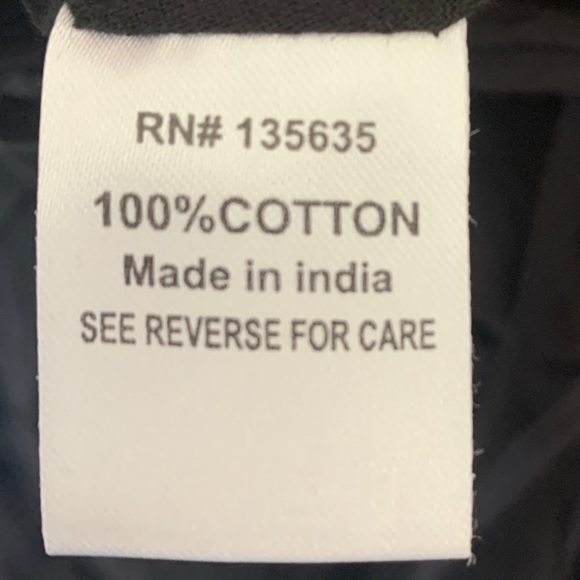 RN# 135635
100%COTTON
Made in india
SEE REVERSE FOR CARE